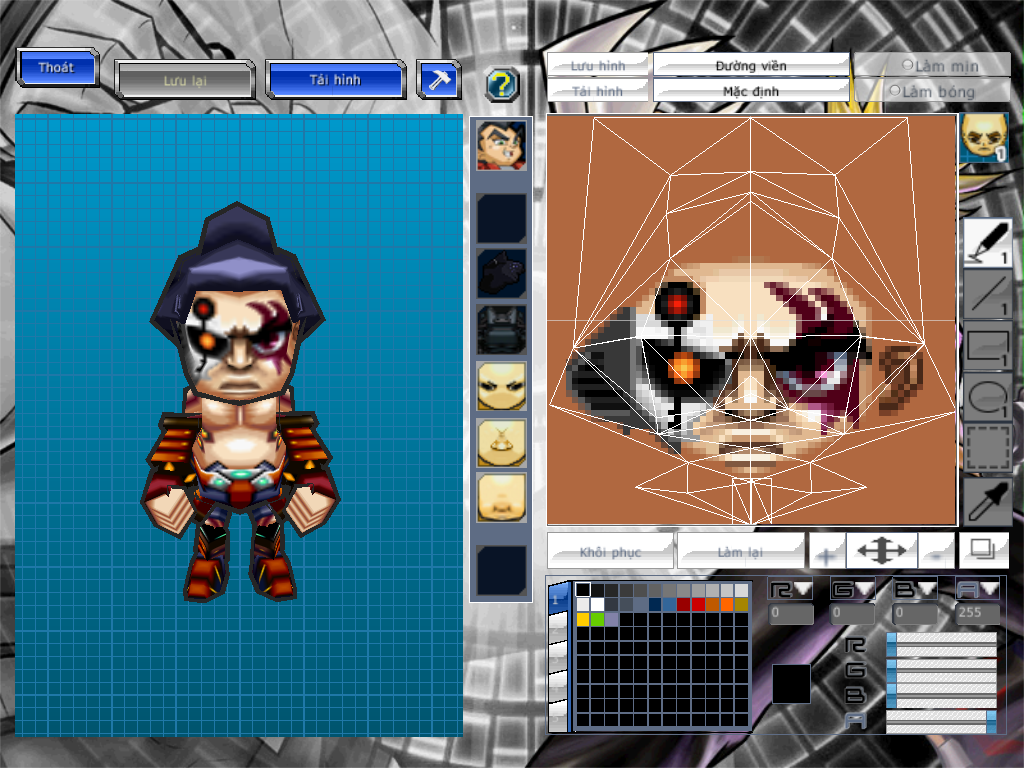 Thoát
Lưu lại
Tải hình
?
Lưu hình
Đường viền
Làm mịn
Tải hình
Mặc định
Làm bóng
1
1
1
1
1
Khôi phục
Làm lại
1
R G B A
0 0 0 255
R
G
B
A